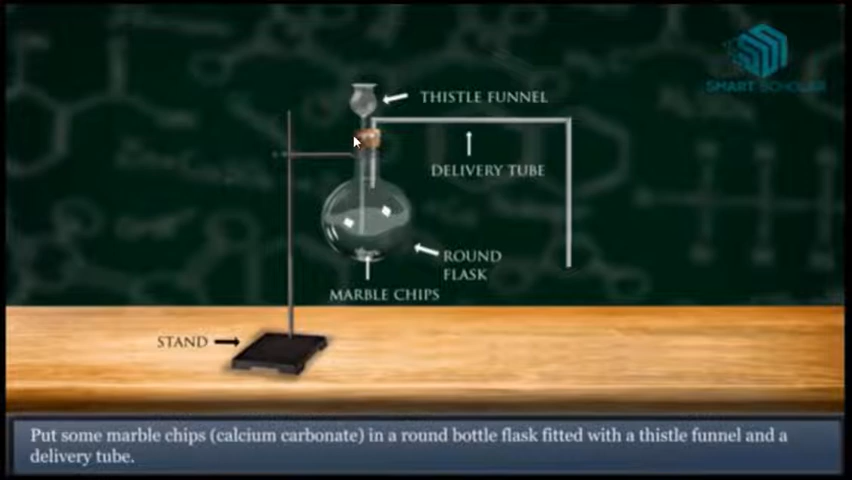 SMART SCHOLAR
THISTLE FUNNEL
DELIVERY TUBE
ROUND
FLASK
MARBLE CHIPS
STAND
Put some marble chips (calcium carbonate) in a round bottle flask fitted with a thistle funnel and a
delivery tube.